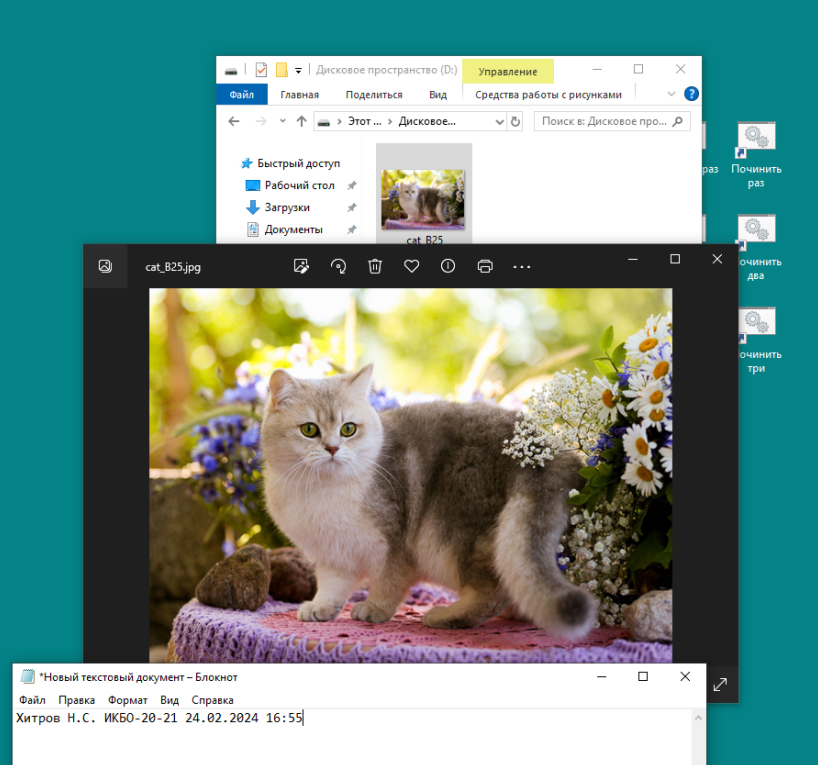 Дисковое пространство (D:)
Управление
Файл
Главная
Поделиться
Вид
Средства работы с рисунками
Этот ... > Дисковое...
Поиск в: Дисковое про...
Быстрый доступ
Рабочий стол
Загрузки
Документы
cat_B25
раз
Починить
раз
очинить
два
очинить
три
cat_B25.jpg
*Новый текстовый документ – Блокнот
Файл Правка Формат Вид Справка
Хитров Н.С. ИКБО-20-21 24.02.2024 16:55